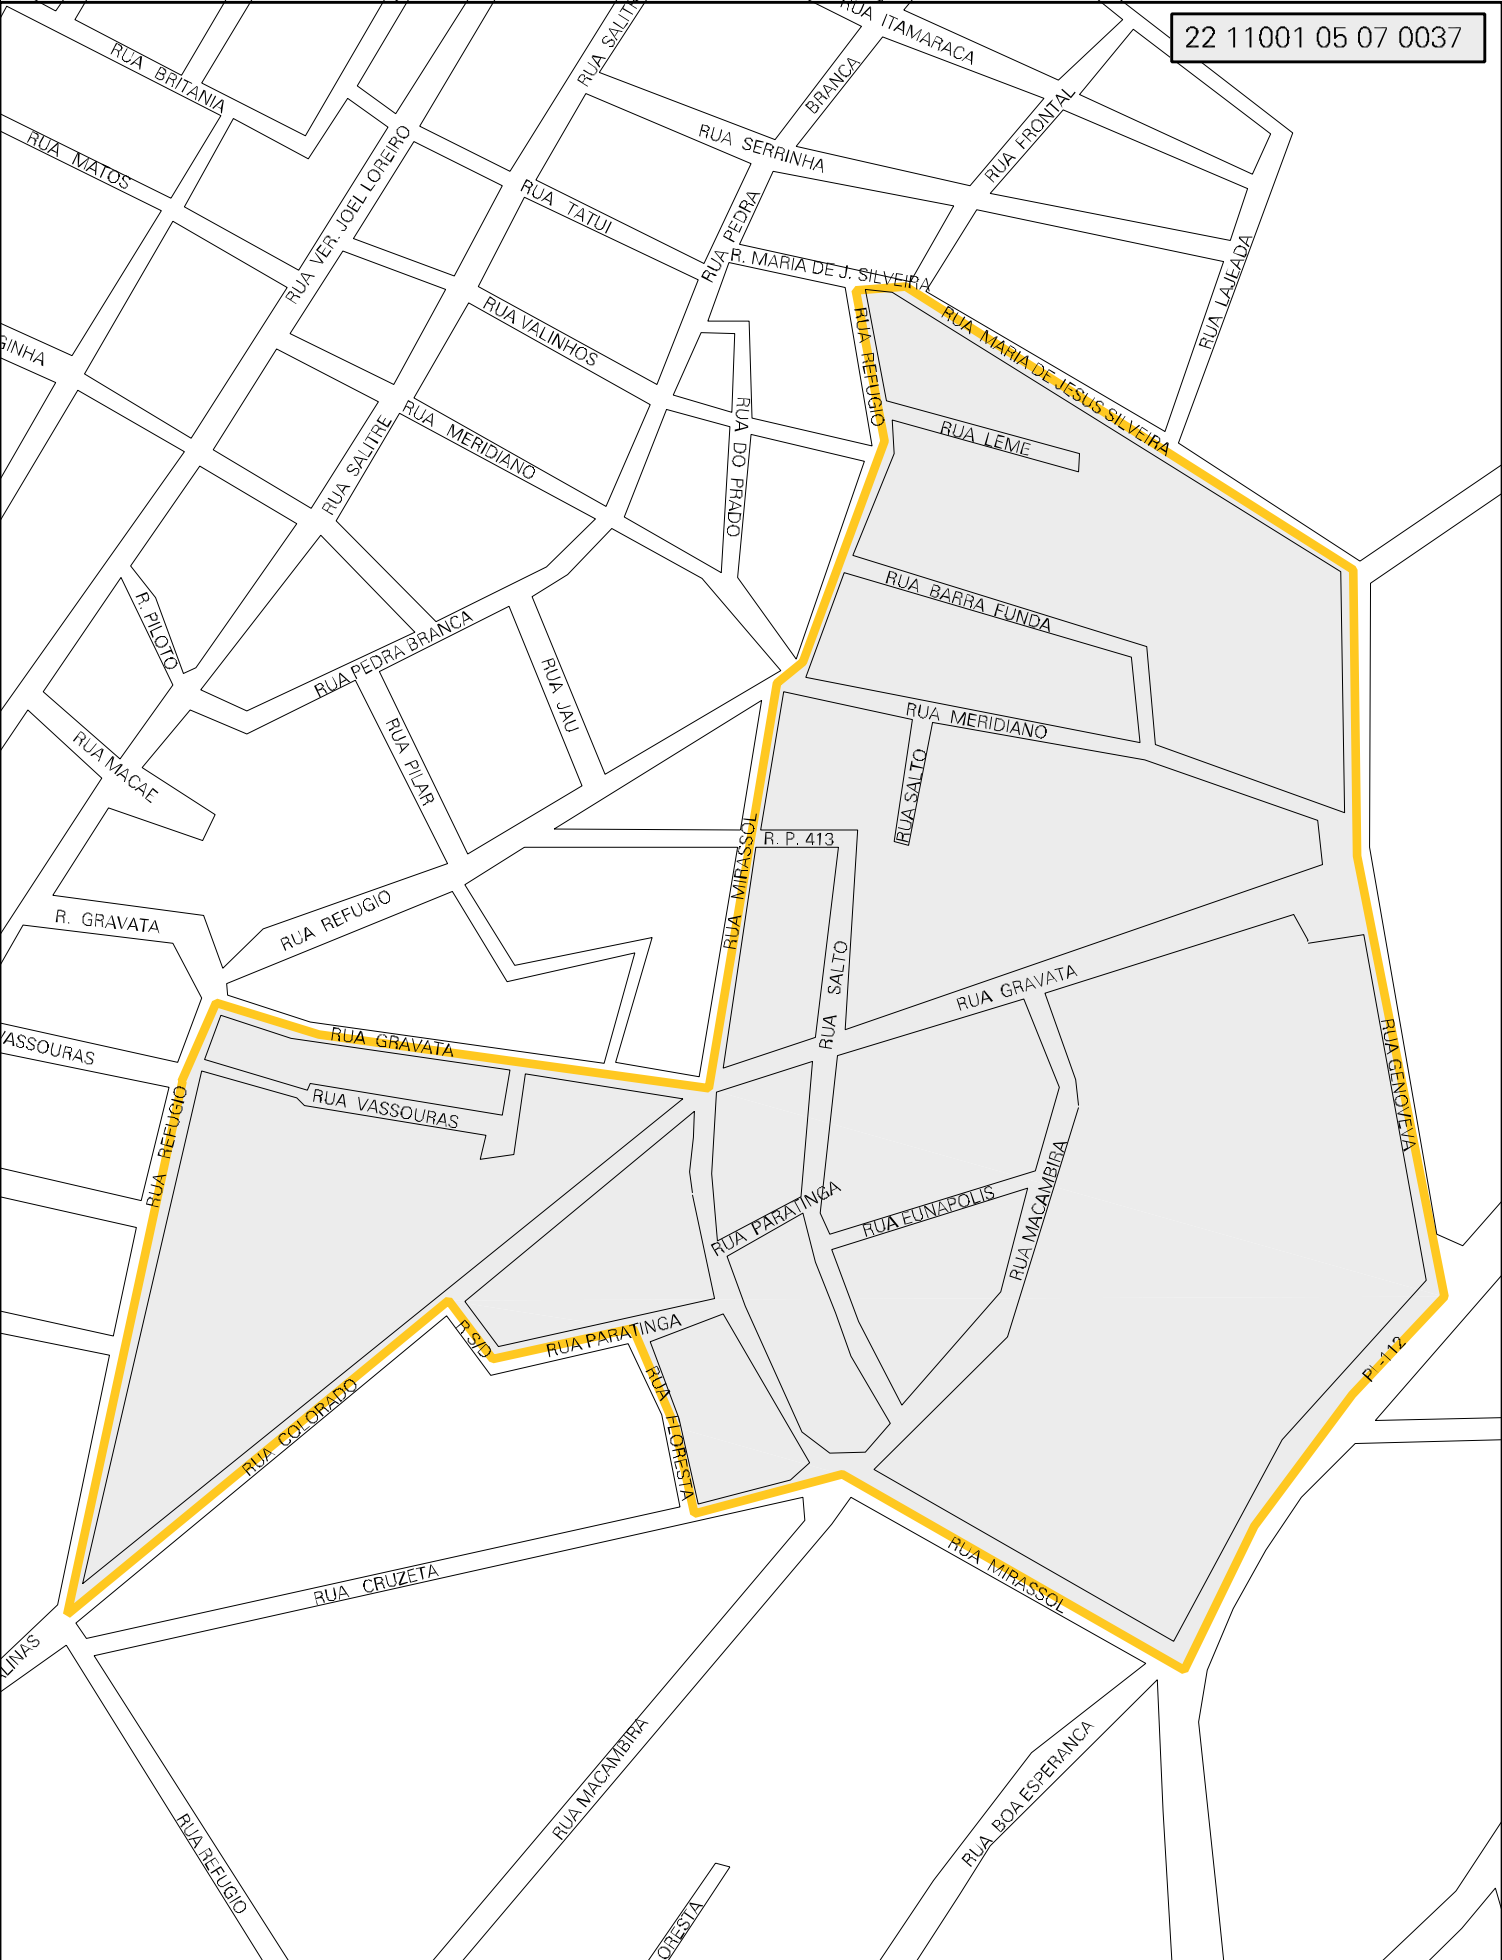 22 11001 05 07 0037
RUA ITAMARACA
RUA BRITANIA
BRANCA
RUA FRONTAL
RUA SERRINHA
RUA MATOS
RUA VER. JOEL LOREIRO
RUA TATUI
RUA PEDRA
R. MARIA DE J. SILVEIRA
RUA LAJEADA
RUA VALINHOS
RUA REFUGIO
RUA MARIA DE JESUS SILVEIRA
GINHA
RUA MERIDIANO
RUA SALITRE
RUA DO PRADO
RUA LEME
R. PILOTO
RUA PEDRA BRANCA
RUA BARRA FUNDA
RUA JAU
RUA MERIDIANO
RUA PILAR
RUA MACAE
RUA SALTO
R. P. 413
RUA MIRASSOL
R. GRAVATA
RUA REFUGIO
RUA SALTO
RUA GRAVATA
VASSOURAS
RUA GRAVATA
RUA GENOVEVA
RUA VASSOURAS
RUA REFUGIO
RUA PARATINGA
RUA EUNAPOLIS
RUA MACAMBIRA
R S/D
RUA PARATINGA
PI-112
RUA COLORADO
RUA FLORESTA
RUA CRUZETA
RUA MIRASSOL
LINAS
RUA MACAMBIRA
RUA BOA ESPERANCA
RUA REFUGIO
ORESTA